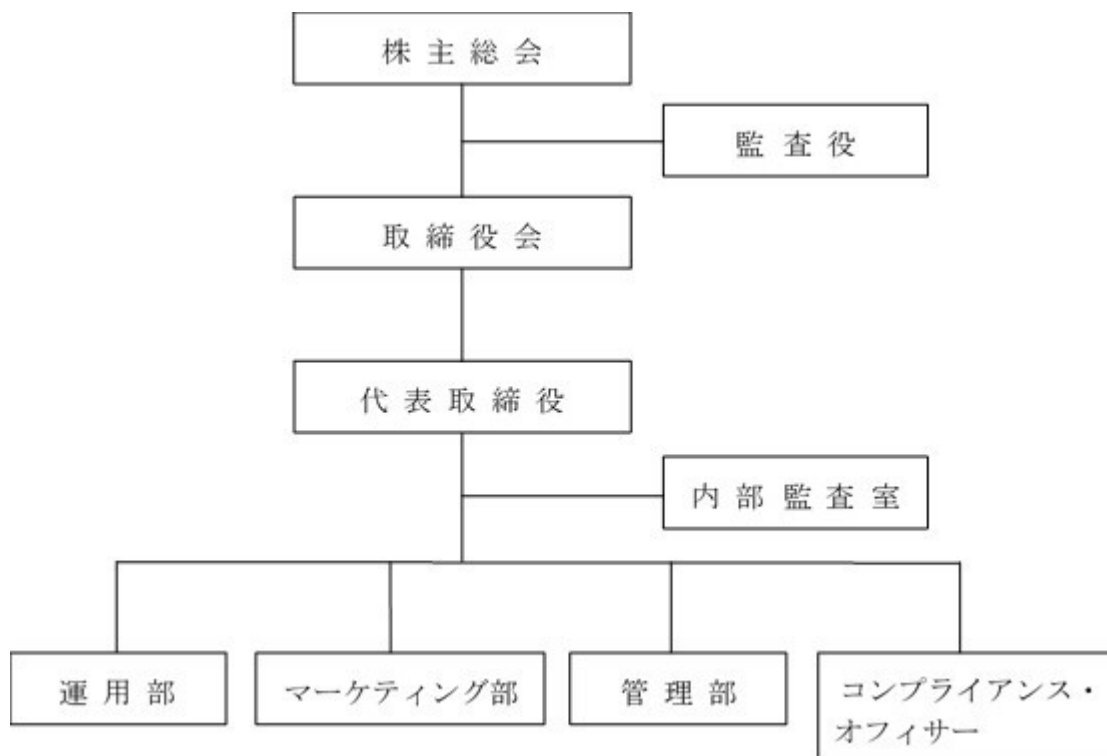 株主総会
監査役
取締役会
代表取締役
内部監査室
運用部
マーケティング部
管理部
コンプライアンス・
オフィサー